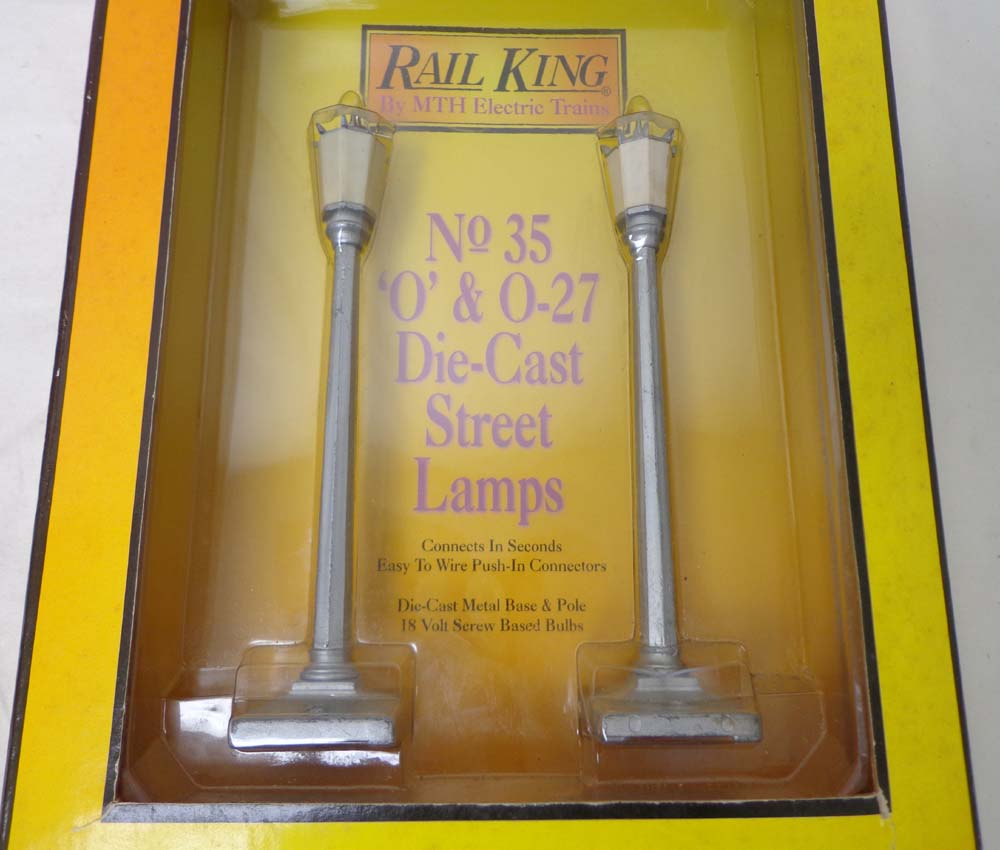 RAIL KING®
By MTH Electric Trains
Nº 35
'O' & O-27
Die-Cast
Street
Lamps
Connects In Seconds
Easy To Wire Push-In Connectors
Die-Cast Metal Base & Pole
18 Volt Screw Based Bulbs